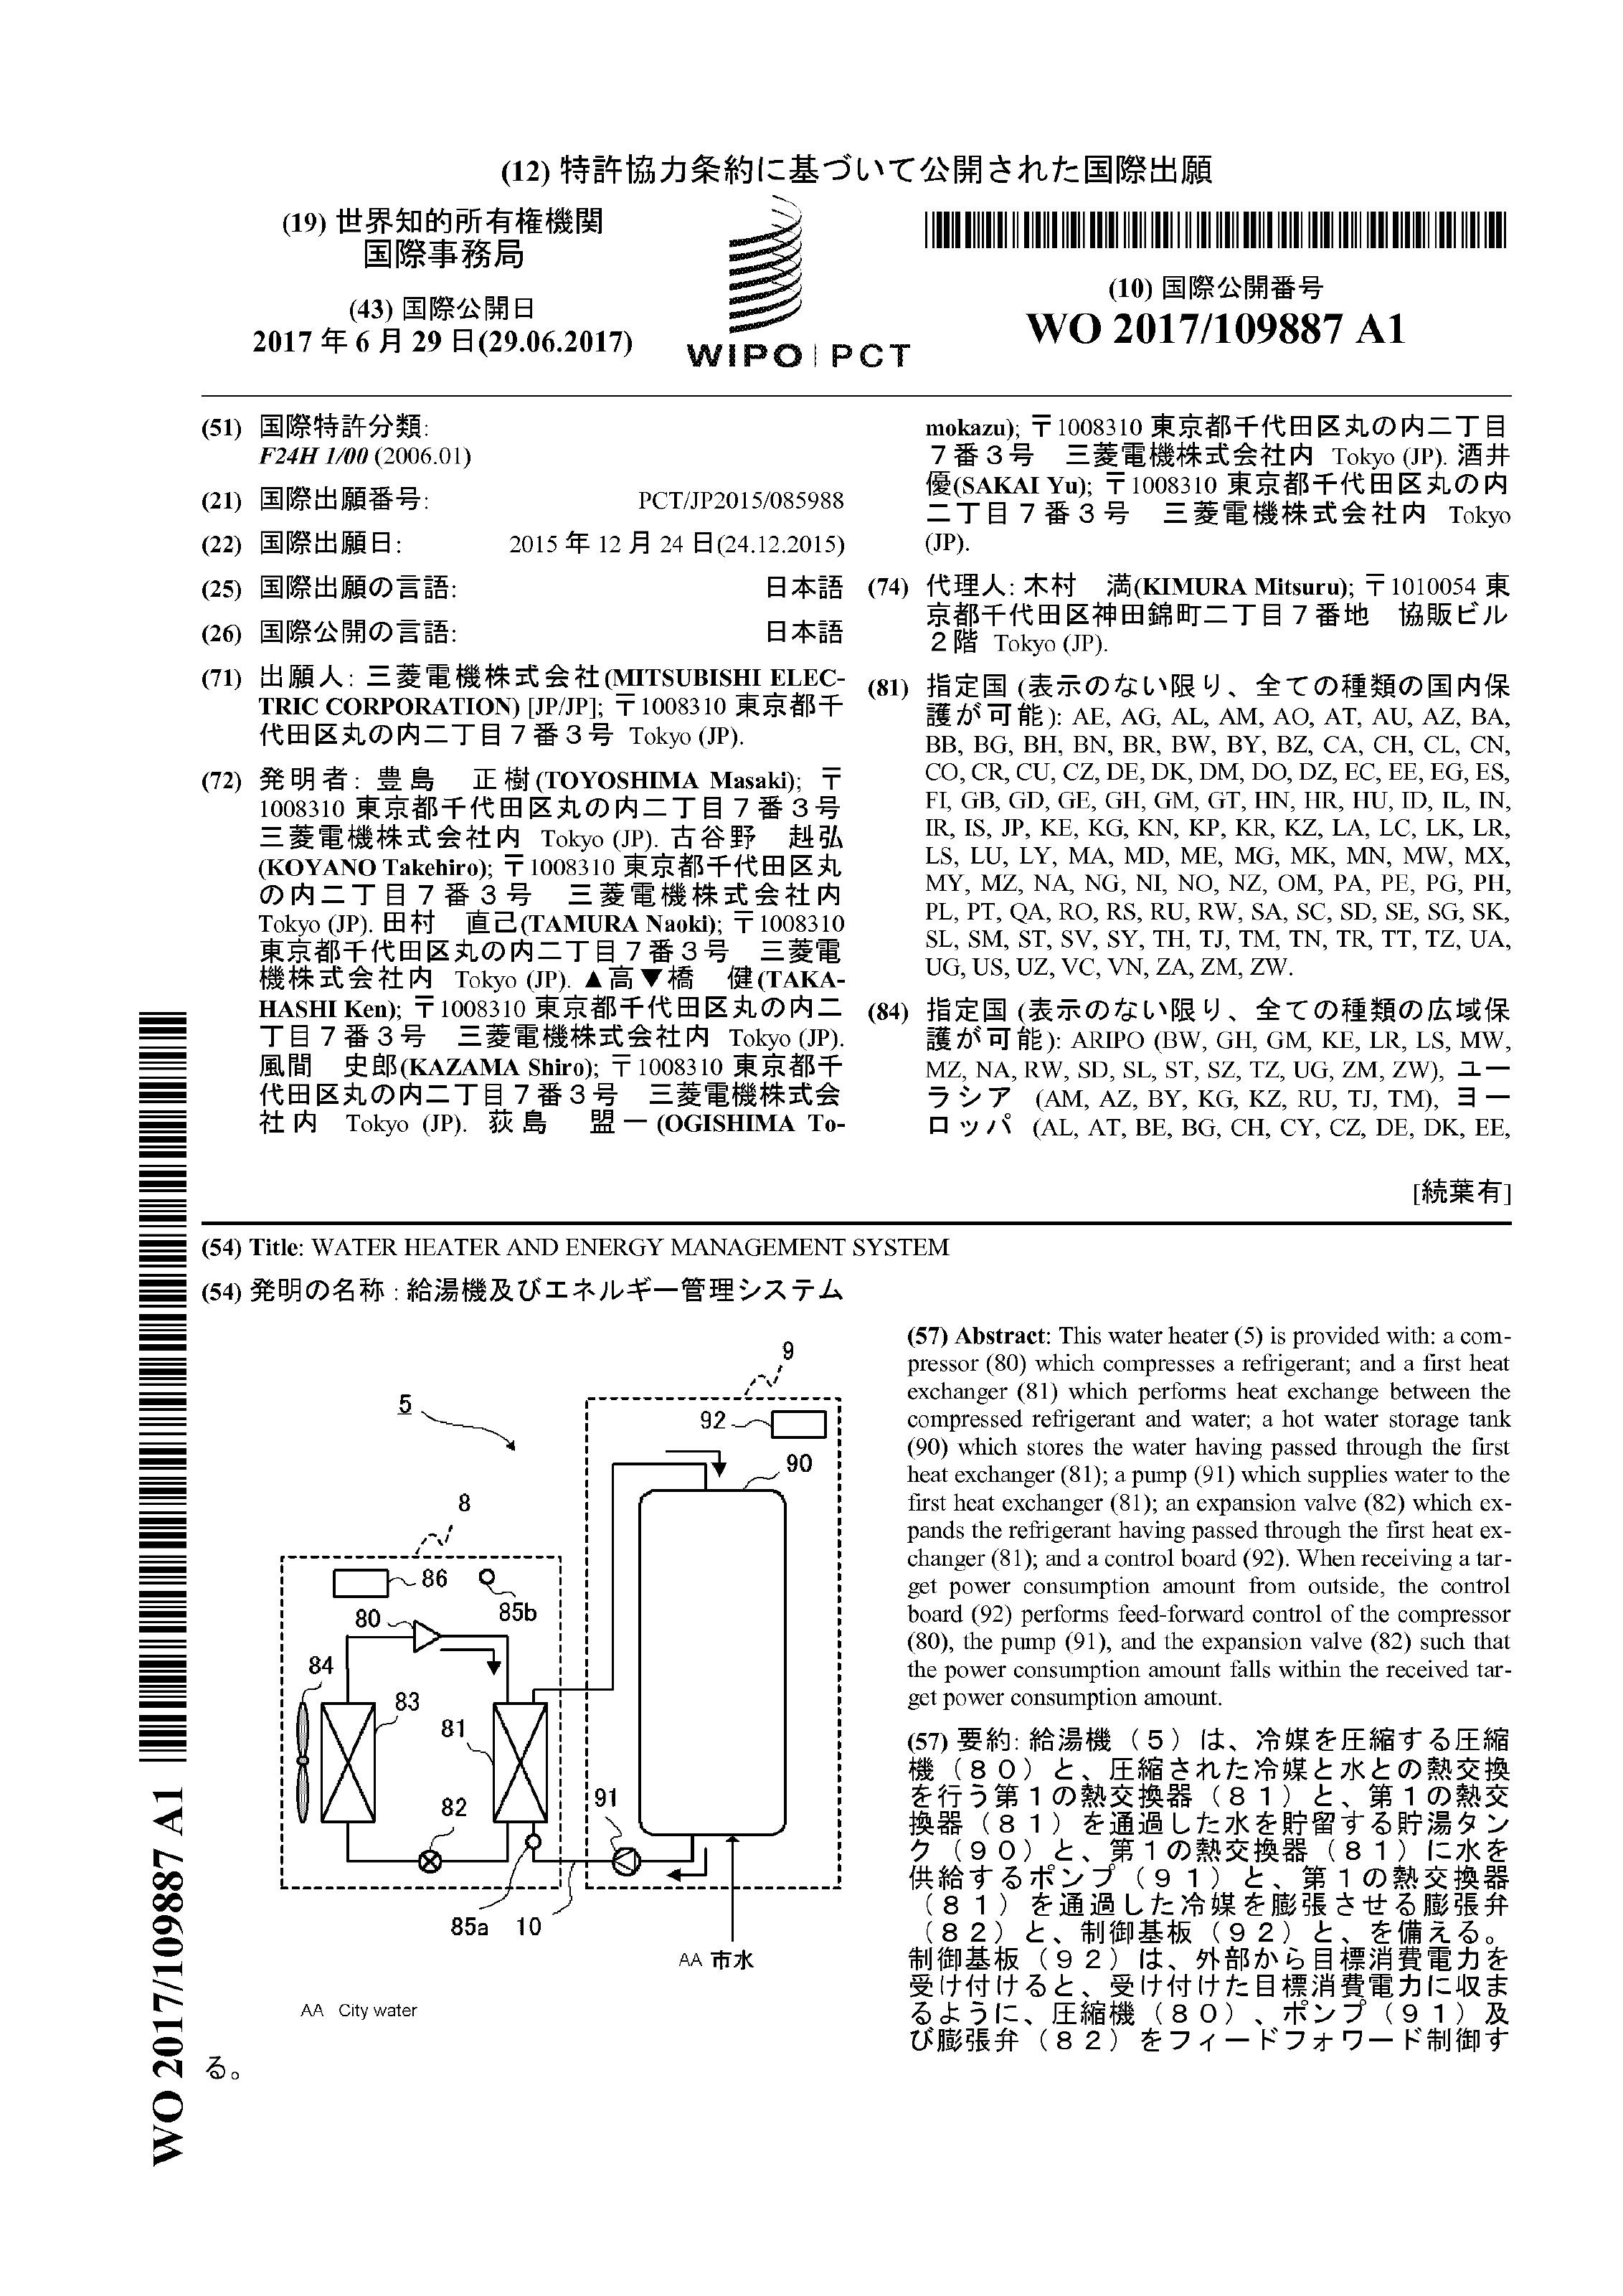 (12) 特許協力条約に基づいて公開された国際出願
(19) 世界知的所有権機関
国際事務局
(43) 国際公開日
2017 年 6 月 29 日(29.06.2017)
WIPO | PCT
(10) 国際公開番号
WO 2017/109887 A1
(51) 国際特許分類:
F24H 1/00 (2006.01)
(21) 国際出願番号: PCT/JP2015/085988
(22) 国際出願日: 2015 年 12 月 24 日(24.12.2015)
(25) 国際出願の言語: 日本語
(26) 国際公開の言語: 日本語
(71) 出願人: 三菱電機株式会社(MITSUBISHI ELEC-
TRIC CORPORATION) [JP/JP]; 〒1008310 東京都千
代田区丸の内二丁目7番3号 Tokyo (JP).
(72) 発明者: 豊島 正樹(TOYOSHIMA Masaki); 〒
1008310 東京都千代田区丸の内二丁目7番3号
三菱電機株式会社内 Tokyo (JP). 古谷野 赳弘
(KOYANO Takehiro); 〒1008310 東京都千代田区丸
の内二丁目7番3号 三菱電機株式会社内
Tokyo (JP). 田村 直己(TAMURA Naoki); 〒1008310
東京都千代田区丸の内二丁目7番3号 三菱電
機株式会社内 Tokyo (JP). ▲高▼橋 健(TAKA-
HASHI Ken); 〒1008310 東京都千代田区丸の内二
丁目7番3号 三菱電機株式会社内 Tokyo (JP).
風間 史郎(KAZAMA Shiro); 〒1008310 東京都千
代田区丸の内二丁目7番3号 三菱電機株式会
社内 Tokyo (JP). 荻島 盟一(OGISHIMA To-
mokazu); 〒1008310 東京都千代田区丸の内二丁目
7番3号 三菱電機株式会社内 Tokyo (JP). 酒井
優(SAKAI Yu); 〒1008310 東京都千代田区丸の内
二丁目7番3号 三菱電機株式会社内 Tokyo
(JP).
(74) 代理人: 木村 満(KIMURA Mitsuru); 〒1010054 東
京都千代田区神田錦町二丁目7番地 協販ビル
2階 Tokyo (JP).
(81) 指定国 (表示のない限り、全ての種類の国内保
護が可能): AE, AG, AL, AM, AO, AT, AU, AZ, BA,
BB, BG, BH, BN, BR, BW, BY, BZ, CA, CH, CL, CN,
CO, CR, CU, CZ, DE, DK, DM, DO, DZ, EC, EE, EG, ES,
FI, GB, GD, GE, GH, GM, GT, HN, HR, HU, ID, IL, IN,
IR, IS, JP, KE, KG, KN, KP, KR, KZ, LA, LC, LK, LR,
LS, LU, LY, MA, MD, ME, MG, MK, MN, MW, MX,
MY, MZ, NA, NG, NI, NO, NZ, OM, PA, PE, PG, PH,
PL, PT, QA, RO, RS, RU, RW, SA, SC, SD, SE, SG, SK,
SL, SM, ST, SV, SY, TH, TJ, TM, TN, TR, TT, TZ, UA,
UG, US, UZ, VC, VN, ZA, ZM, ZW.
(84) 指定国 (表示のない限り、全ての種類の広域保
護が可能): ARIPO (BW, GH, GM, KE, LR, LS, MW,
MZ, NA, RW, SD, SL, ST, SZ, TZ, UG, ZM, ZW), ユー
ラシア (AM, AZ, BY, KG, KZ, RU, TJ, TM), ヨー
ロッパ (AL, AT, BE, BG, CH, CY, CZ, DE, DK, EE,
[続葉有]
(54) Title: WATER HEATER AND ENERGY MANAGEMENT SYSTEM
(54) 発明の名称 : 給湯機及びエネルギー管理システム
9
5
92
90
8
86
85b
80
84
83
81
82
91
85a
10
AA 市水
AA City water
(57) Abstract: This water heater (5) is provided with: a com-
pressor (80) which compresses a refrigerant; and a first heat
exchanger (81) which performs heat exchange between the
compressed refrigerant and water; a hot water storage tank
(90) which stores the water having passed through the first
heat exchanger (81); a pump (91) which supplies water to the
first heat exchanger (81); an expansion valve (82) which ex-
pands the refrigerant having passed through the first heat ex-
changer (81); and a control board (92). When receiving a tar-
get power consumption amount from outside, the control
board (92) performs feed-forward control of the compressor
(80), the pump (91), and the expansion valve (82) such that
the power consumption amount falls within the received tar-
get power consumption amount.
(57) 要約: 給湯機（5）は、冷媒を圧縮する圧縮
機（80）と、圧縮された冷媒と水との熱交換
を行う第1の熱交換器（81）と、第1の熱交
換器（81）を通過した水を貯留する貯湯タン
ク（90）と、第1の熱交換器（81）に水を
供給するポンプ（91）と、第1の熱交換器
（81）を通過した冷媒を膨張させる膨張弁
（82）と、制御基板（92）と、を備える。
制御基板（92）は、外部から目標消費電力を
受け付けると、受け付けた目標消費電力に収ま
るように、圧縮機（80）、ポンプ（91）及
び膨張弁（82）をフィードフォワード制御す
る。
WO 2017/109887 A1